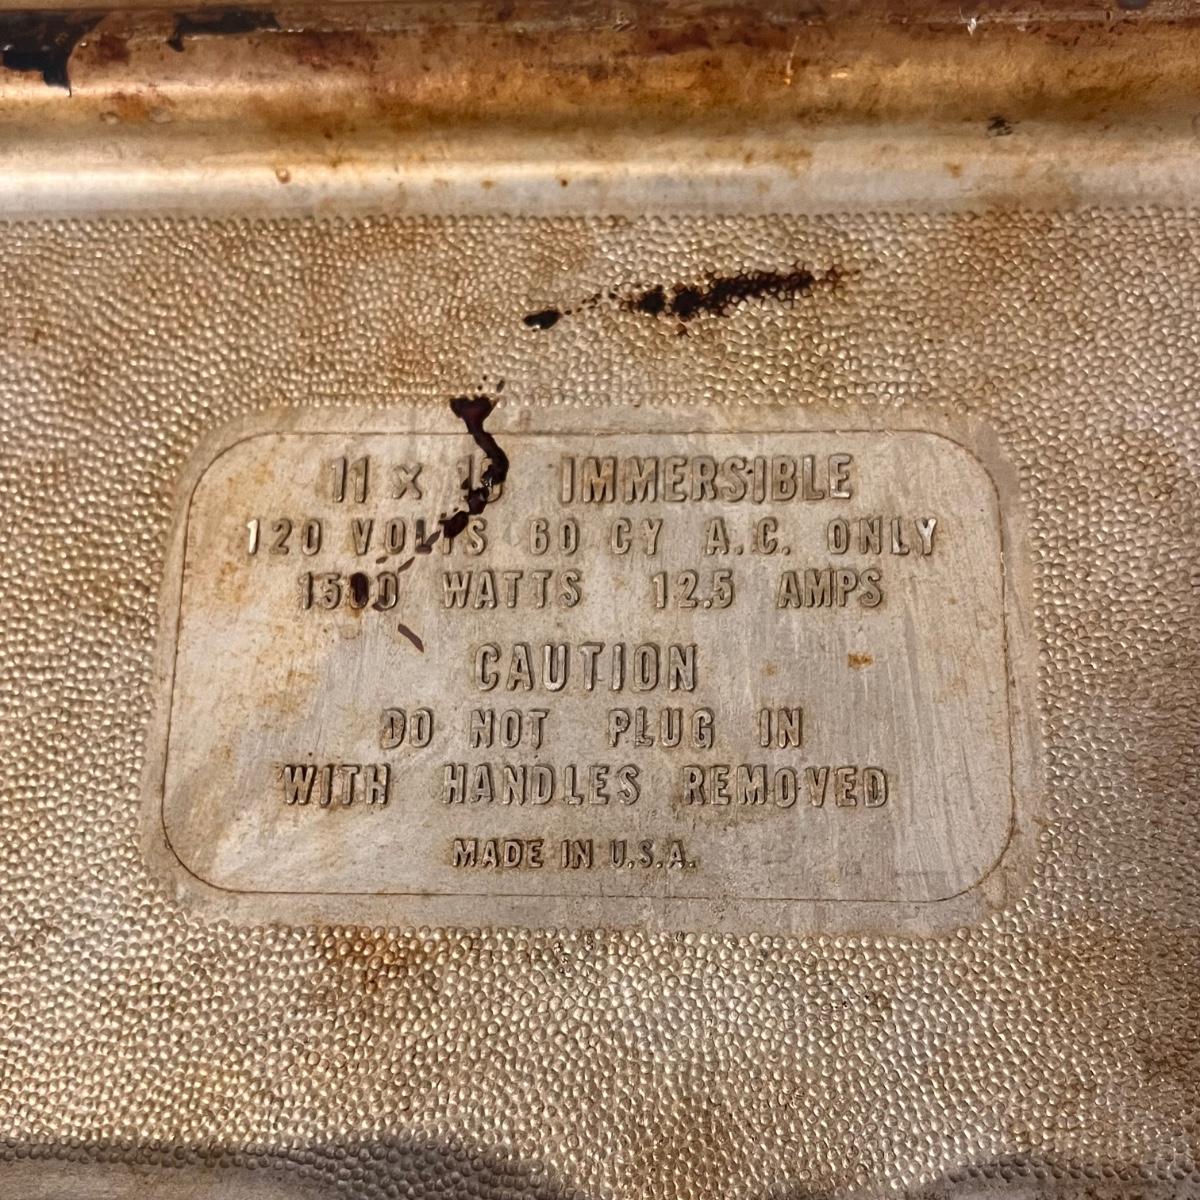 11 x IMMERSIBLE
120 VOLTS 60 CY A.C. ONLY
1500 WATTS 12.5 AMPS
CAUTION
DO NOT PLUG IN
WITH HANDLES REMOVED
MADE IN U.S.A.